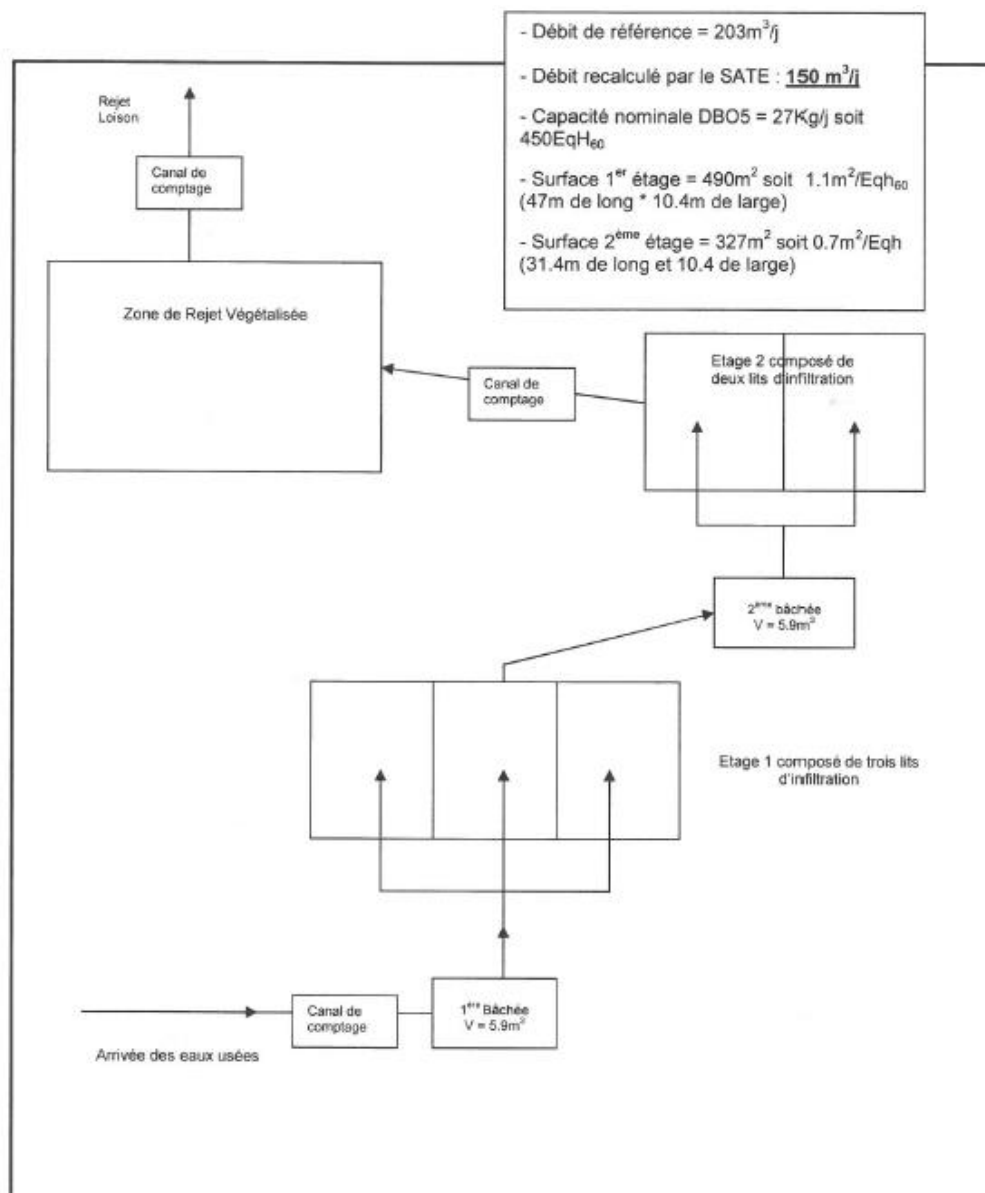 - Débit de référence = 203m³/j
- Débit recalculé par le SATE : 150 m³/j
- Capacité nominale DBO5 = 27Kg/j soit
450EqH₆₀
- Surface 1er étage = 490m² soit 1.1m²/Eqh₆₀
(47m de long * 10.4m de large)
- Surface 2ème étage = 327m² soit 0.7m²/Eqh
(31.4m de long et 10.4 de large)
Rejet
Loison
Canal de
comptage
Zone de Rejet Végétalisée
Canal de
comptage
Etage 2 composé de
deux lits d'infiltration
2ème bâchée
V = 5.9m³
Etage 1 composé de trois lits
d'infiltration
Canal de
comptage
1ère Bâchée
V = 5.9m³
Arrivée des eaux usées